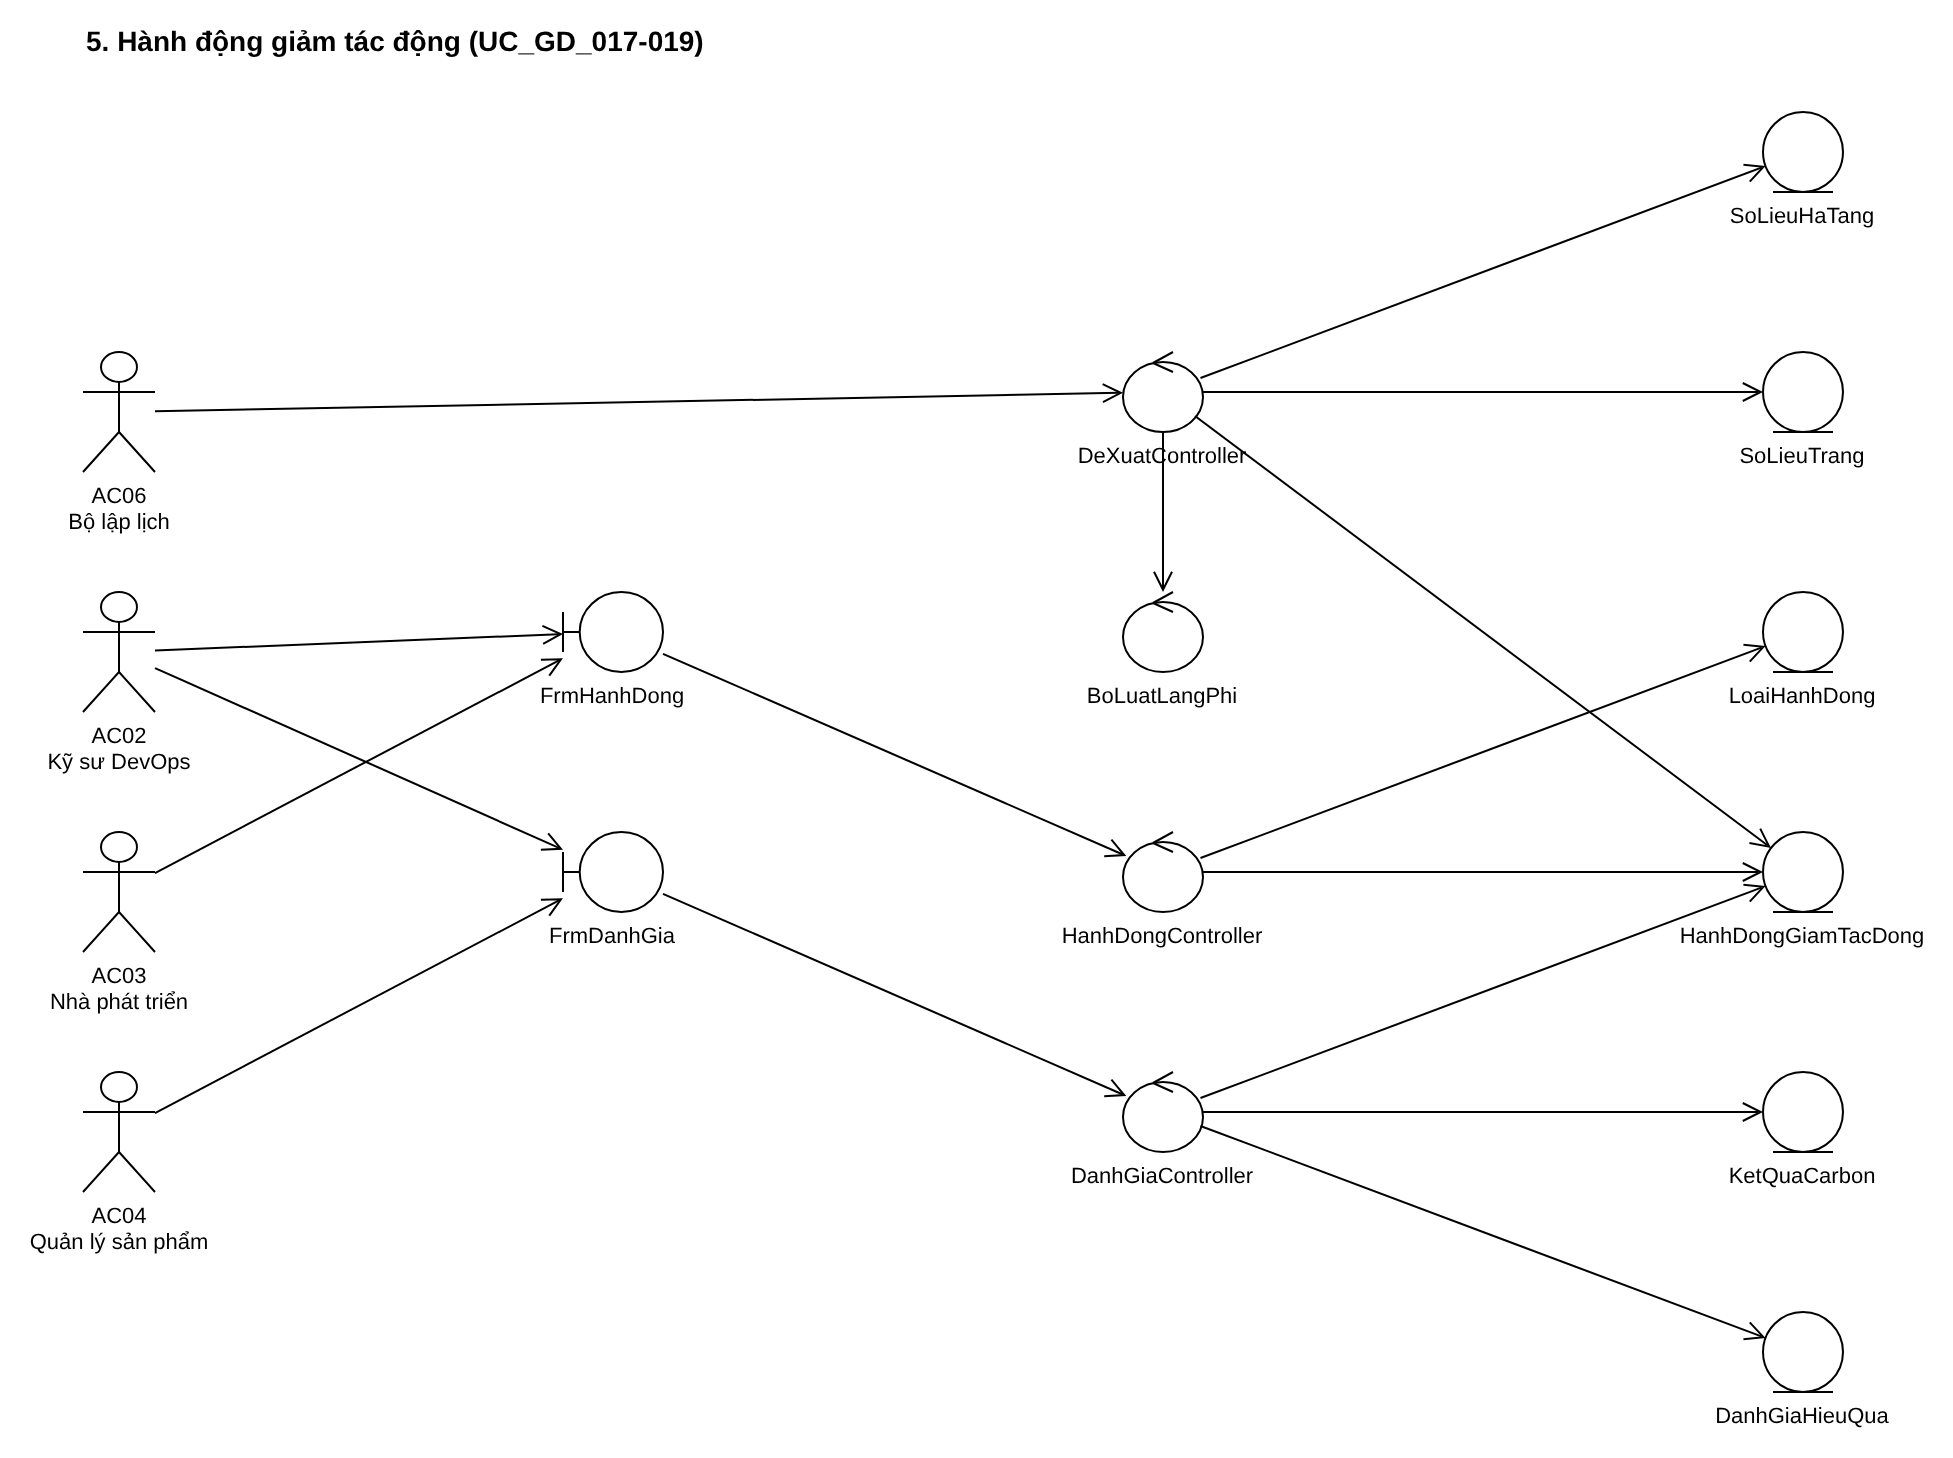 5. Hành động giảm tác động (UC_GD_017-019)
SoLieuHaTang
DeXuatController
SoLieuTrang
AC06
Bộ lập lịch
FrmHanhDong
BoLuatLangPhi
LoaiHanhDong
AC02
Kỹ sư DevOps
FrmDanhGia
HanhDongController
HanhDongGiamTacDong
AC03
Nhà phát triển
DanhGiaController
KetQuaCarbon
AC04
Quản lý sản phẩm
DanhGiaHieuQua